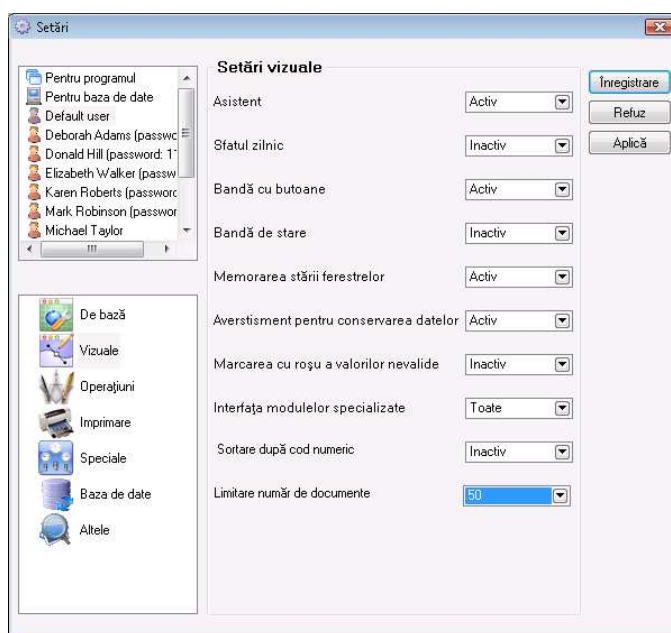 Setări
Pentru programul
Pentru baza de date
Default user
Deborah Adams (passwc
Donald Hill (password: 1
Elizabeth Walker (passw
Karen Roberts (passworc
Mark Robinson (passwor
Michael Taylor
De bază
Vizuale
Operaţiuni
Imprimare
Speciale
Baza de date
Altele
Setări vizuale
Asistent Activ
Sfatul zilnic Inactiv
Bandă cu butoane Activ
Bandă de stare Inactiv
Memorarea stării ferestrelor Activ
Averstisment pentru conservarea datelor Activ
Marcarea cu roşu a valorilor nevalide Inactiv
Interfaţa modulelor specializate Toate
Sortare după cod numeric Inactiv
Limitare număr de documente 50
Înregistrare
Refuz
Aplică